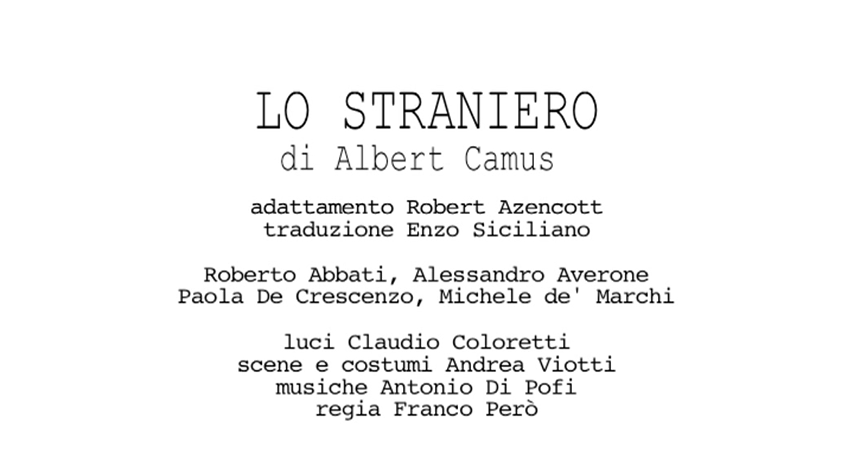 LO STRANIERO
di Albert Camus
adattamento Robert Azencott
traduzione Enzo Siciliano
Roberto Abbati, Alessandro Averone
Paola De Crescenzo, Michele de' Marchi
luci Claudio Coloretti
scene e costumi Andrea Viotti
musiche Antonio Di Pofi
regia Franco Però